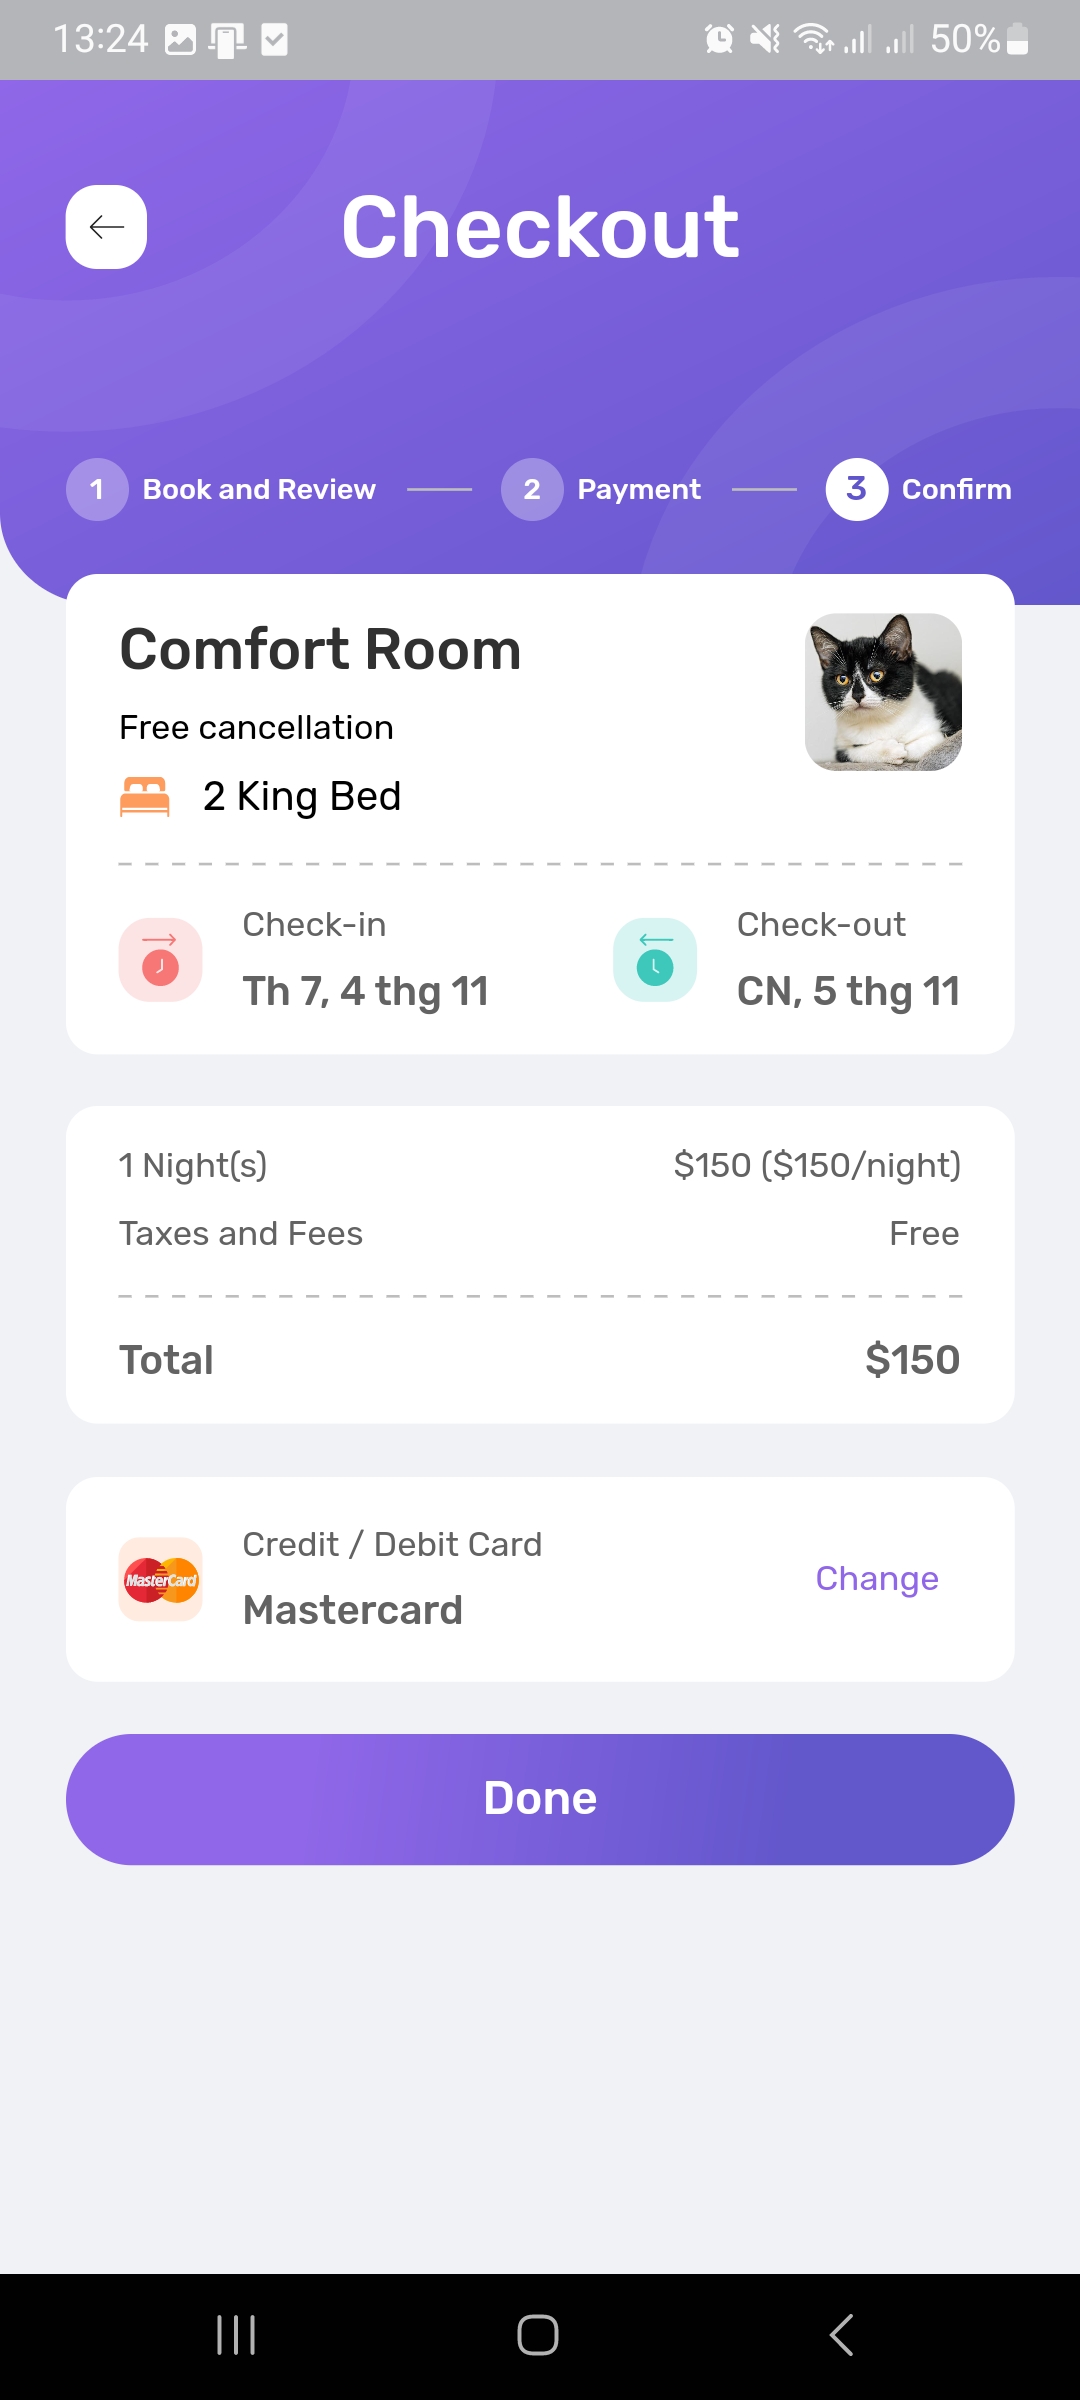 13:24
50%
Checkout
1 Book and Review 2 Payment 3 Confirm
Comfort Room
Free cancellation
2 King Bed
Check-in
Th 7, 4 thg 11
Check-out
CN, 5 thg 11
1 Night(s) $150 ($150/night)
Taxes and Fees Free
Total $150
MasterCard
Credit / Debit Card
Mastercard
Change
Done